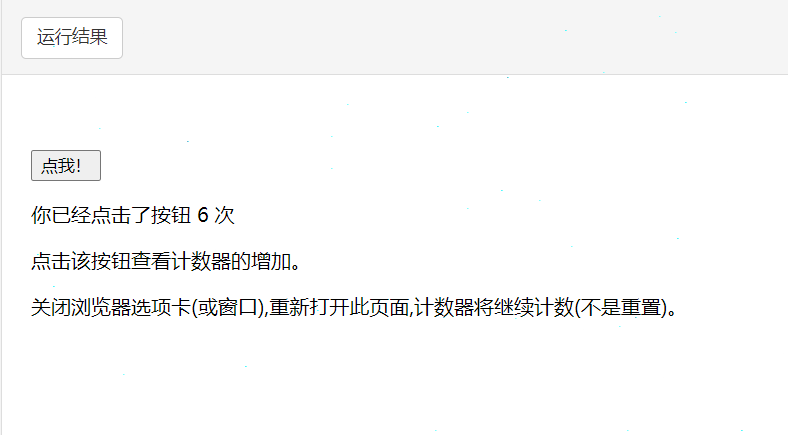 运行结果
点我！
你已经点击了按钮 6 次
点击该按钮查看计数器的增加。
关闭浏览器选项卡(或窗口),重新打开此页面,计数器将继续计数(不是重置)。